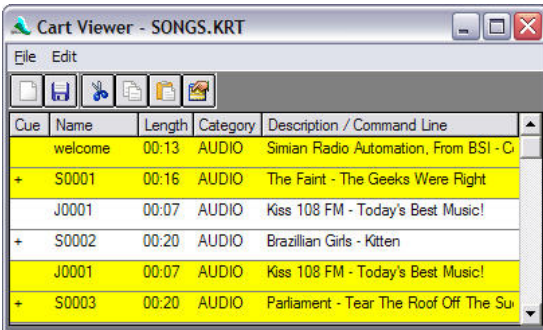 Cart Viewer - SONGS.KRT
File Edit
Cue Name Length Category Description / Command Line
welcome 00:13 AUDIO Simian Radio Automation, From BSI - C
+ S0001 00:16 AUDIO The Faint - The Geeks Were Right
J0001 00:07 AUDIO Kiss 108 FM - Today's Best Music!
+ S0002 00:20 AUDIO Brazillian Girls - Kitten
J0001 00:07 AUDIO Kiss 108 FM - Today's Best Music!
+ S0003 00:20 AUDIO Parliament - Tear The Roof Off The